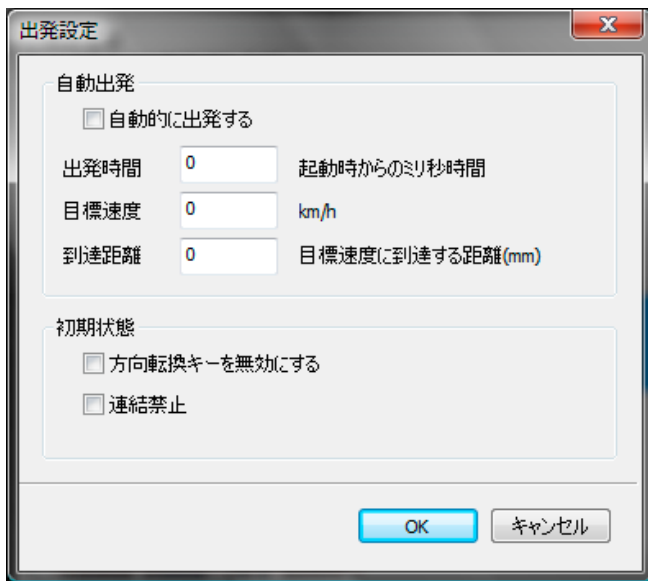 出発設定
自動出発
自動的に出発する
出発時間 0 起動時からのミリ秒時間
目標速度 0 km/h
到達距離 0 目標速度に到達する距離(mm)
初期状態
方向転換キーを無効にする
連結禁止
OK キャンセル